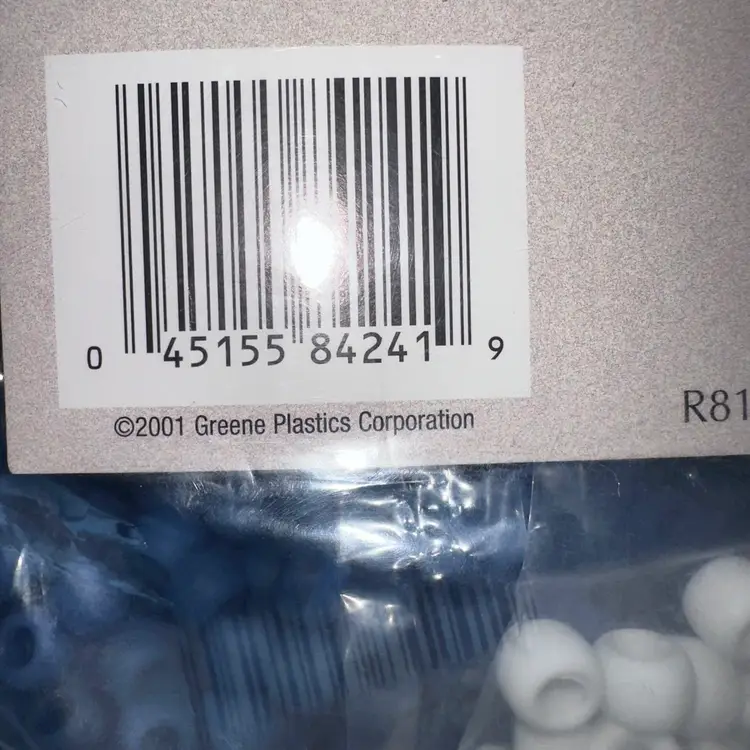 0 45155 84241 9
©2001 Greene Plastics Corporation
R81